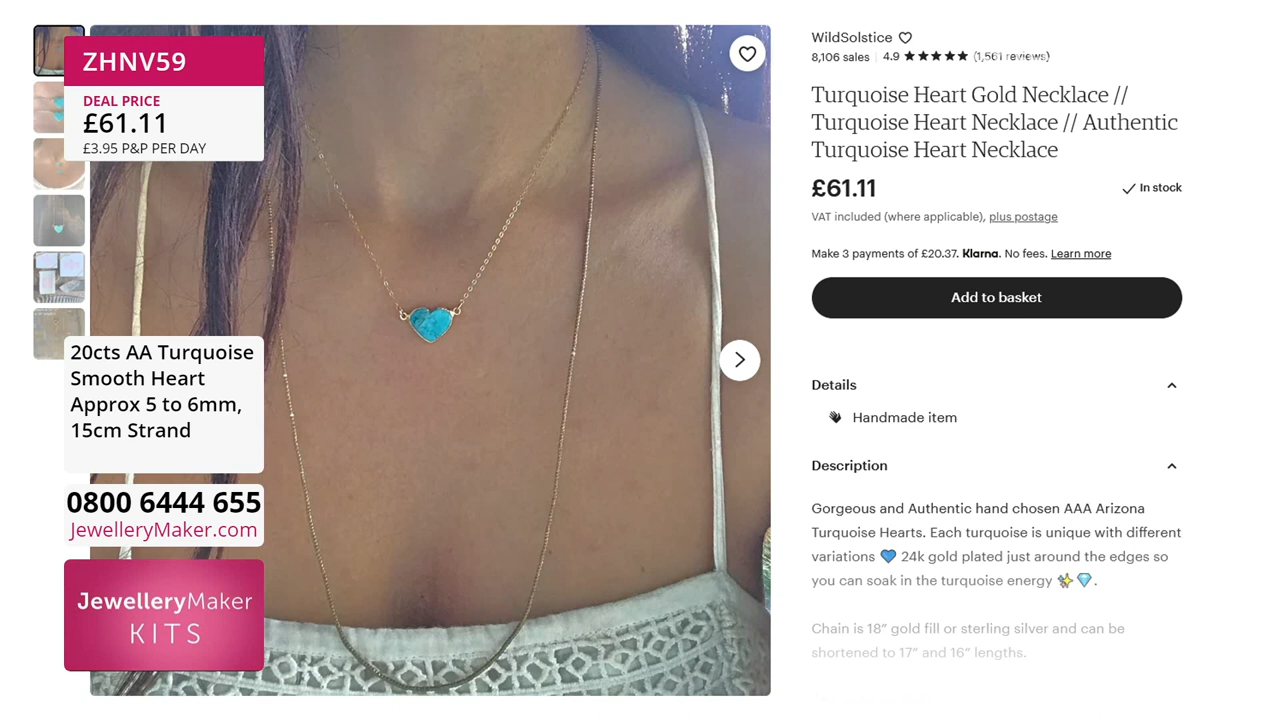 ZHNV59
DEAL PRICE
£61.11
£3.95 P&P PER DAY
20cts AA Turquoise
Smooth Heart
Approx 5 to 6mm,
15cm Strand
0800 6444 655
JewelleryMaker.com
JewelleryMaker
KITS
WildSolstice
8,106 sales | 4.9 ★★★★★ (1,561 reviews)
Turquoise Heart Gold Necklace //
Turquoise Heart Necklace // Authentic
Turquoise Heart Necklace
£61.11
In stock
VAT included (where applicable), plus postage
Make 3 payments of £20.37. Klarna. No fees. Learn more
Add to basket
Details
Handmade item
Description
Gorgeous and Authentic hand chosen AAA Arizona
Turquoise Hearts. Each turquoise is unique with different
variations 💙 24k gold plated just around the edges so
you can soak in the turquoise energy ✨💎.
Chain is 18” gold fill or sterling silver and can be
shortened to 17” and 16” lengths.